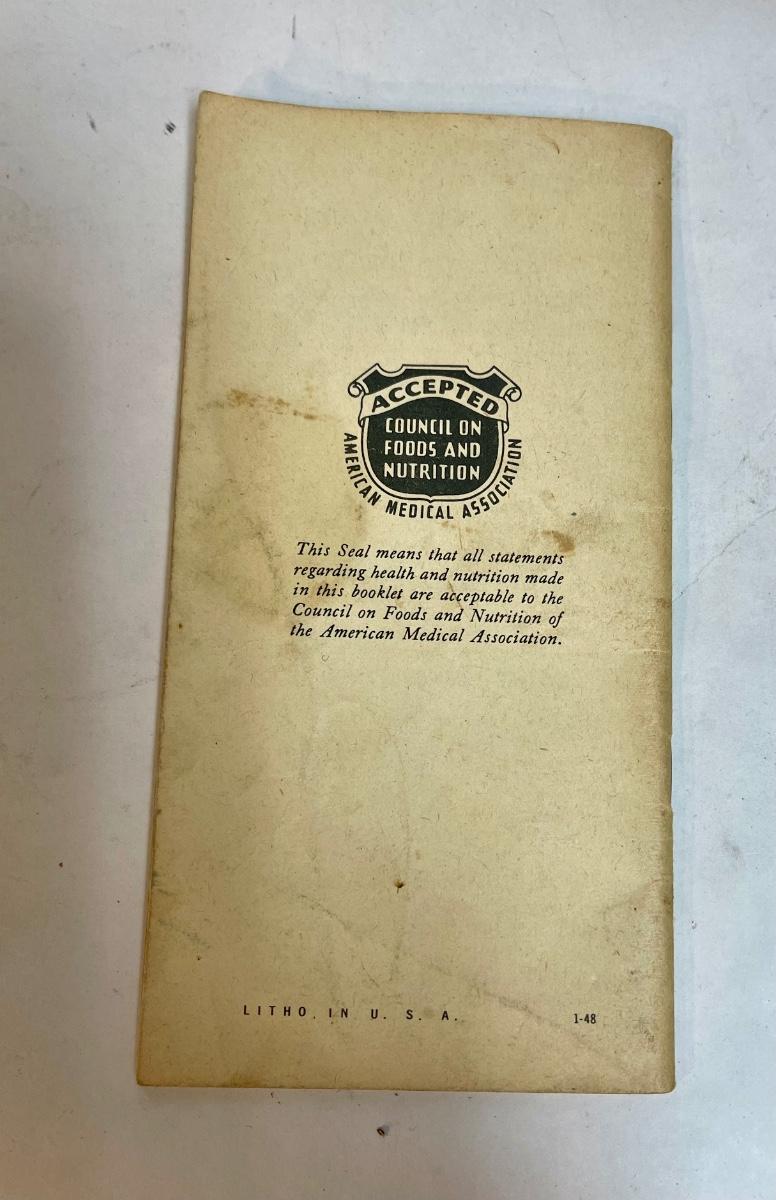 ACCEPTED
COUNCIL ON
FOODS AND
NUTRITION
AMERICAN MEDICAL ASSOCIATION
This Seal means that all statements
regarding health and nutrition made
in this booklet are acceptable to the
Council on Foods and Nutrition of
the American Medical Association.
LITHO IN U. S. A.
1-48